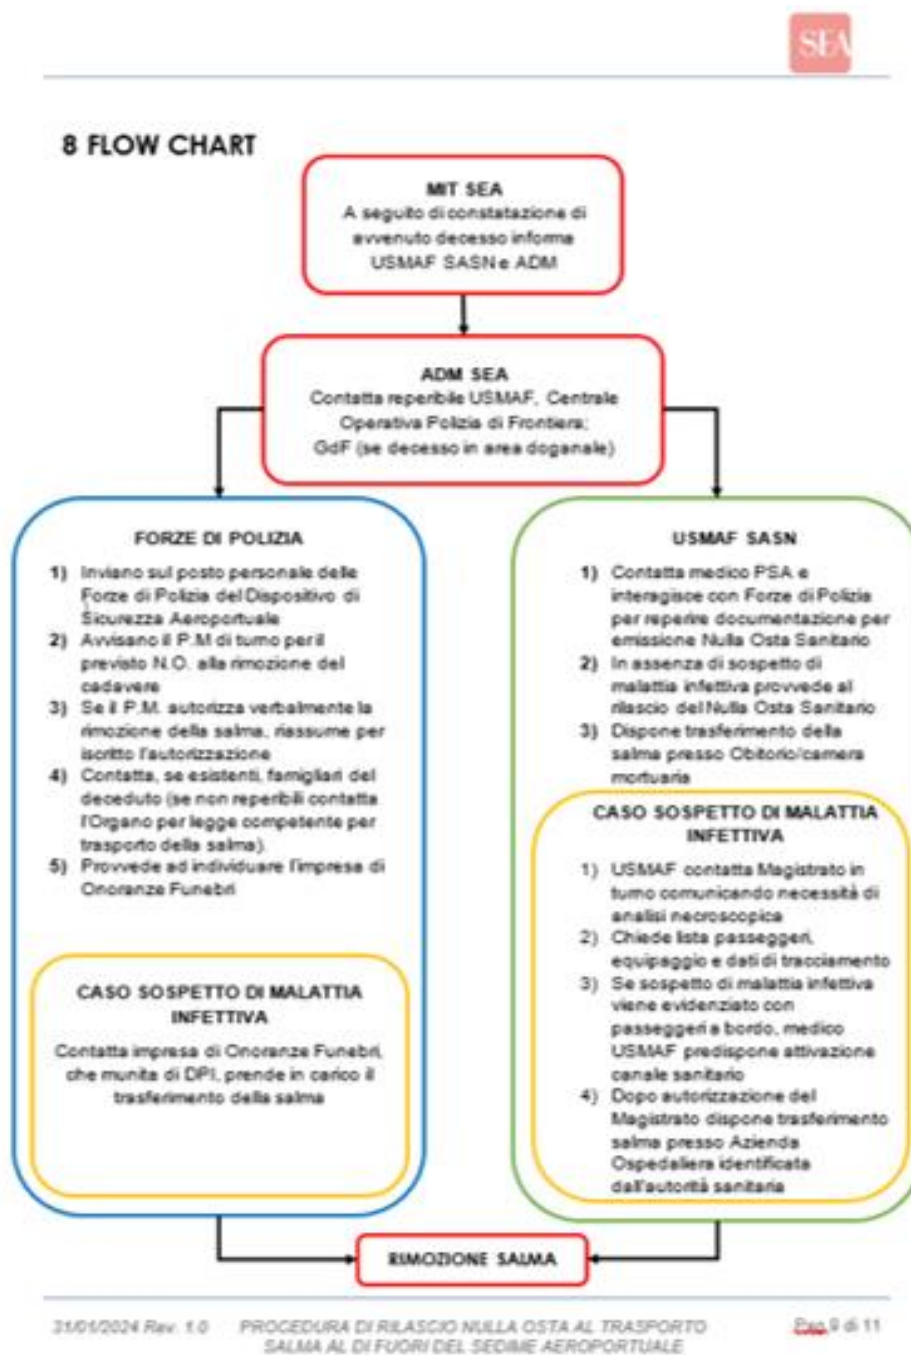 SEA
8 FLOW CHART
MIT SEA
A seguito di constatazione di
avvenuto decesso informa
USMAF SASN e ADM
ADM SEA
Contatta reperibile USMAF, Centrale
Operativa Polizia di Frontiera;
GdF (se decesso in area doganale)
FORZE DI POLIZIA
1) Inviano sul posto personale delle
Forze di Polizia del Dispositivo di
Sicurezza Aeroportuale
2) Avvisano il P.M di turno per il
previsto N.O. alla rimozione del
cadavere
3) Se il P.M. autorizza verbalmente la
rimozione della salma, riassume per
iscritto l'autorizzazione
4) Contatta, se esistenti, famigliari del
deceduto (se non reperibili contatta
l'Organo per legge competente per
trasporto della salma).
5) Provvede ad individuare l'impresa di
Onoranze Funebri
CASO SOSPETTO DI MALATTIA
INFETTIVA
Contatta impresa di Onoranze Funebri,
che munita di DPI, prende in carico il
trasferimento della salma
USMAF SASN
1) Contatta medico PSA e
interagisce con Forze di Polizia
per reperire documentazione per
emissione Nulla Osta Sanitario
2) In assenza di sospetto di
malattia infettiva provvede al
rilascio del Nulla Osta Sanitario
3) Dispone trasferimento della
salma presso Obitorio/camera
mortuaria
CASO SOSPETTO DI MALATTIA
INFETTIVA
1) USMAF contatta Magistrato in
turno comunicando necessità di
analisi necroscopica
2) Chiede lista passeggeri,
equipaggio e dati di tracciamento
3) Se sospetto di malattia infettiva
viene evidenziato con
passeggeri a bordo, medico
USMAF predispone attivazione
canale sanitario
4) Dopo autorizzazione del
Magistrato dispone trasferimento
salma presso Azienda
Ospedaliera identificata
dall'autorità sanitaria
RIMOZIONE SALMA
31/01/2024 Rev. 1.0 PROCEDURA DI RILASCIO NULLA OSTA AL TRASPORTO
SALMA AL DI FUORI DEL SEDIME AEROPORTUALE
Pag.9 di 11